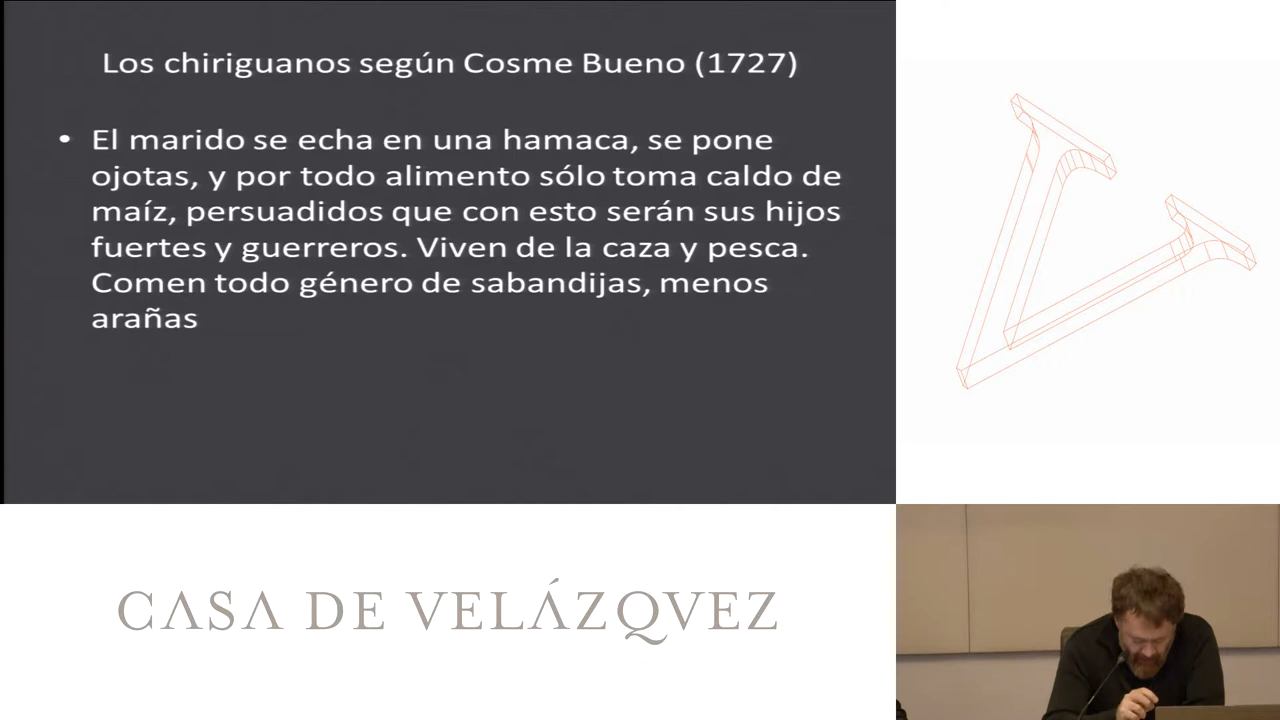 Los chiriguanos según Cosme Bueno (1727)
• El marido se echa en una hamaca, se pone
ojotas, y por todo alimento sólo toma caldo de
maíz, persuadidos que con esto serán sus hijos
fuertes y guerreros. Viven de la caza y pesca.
Comen todo género de sabandijas, menos
arañas
CASA DE VELÁZQVEZ